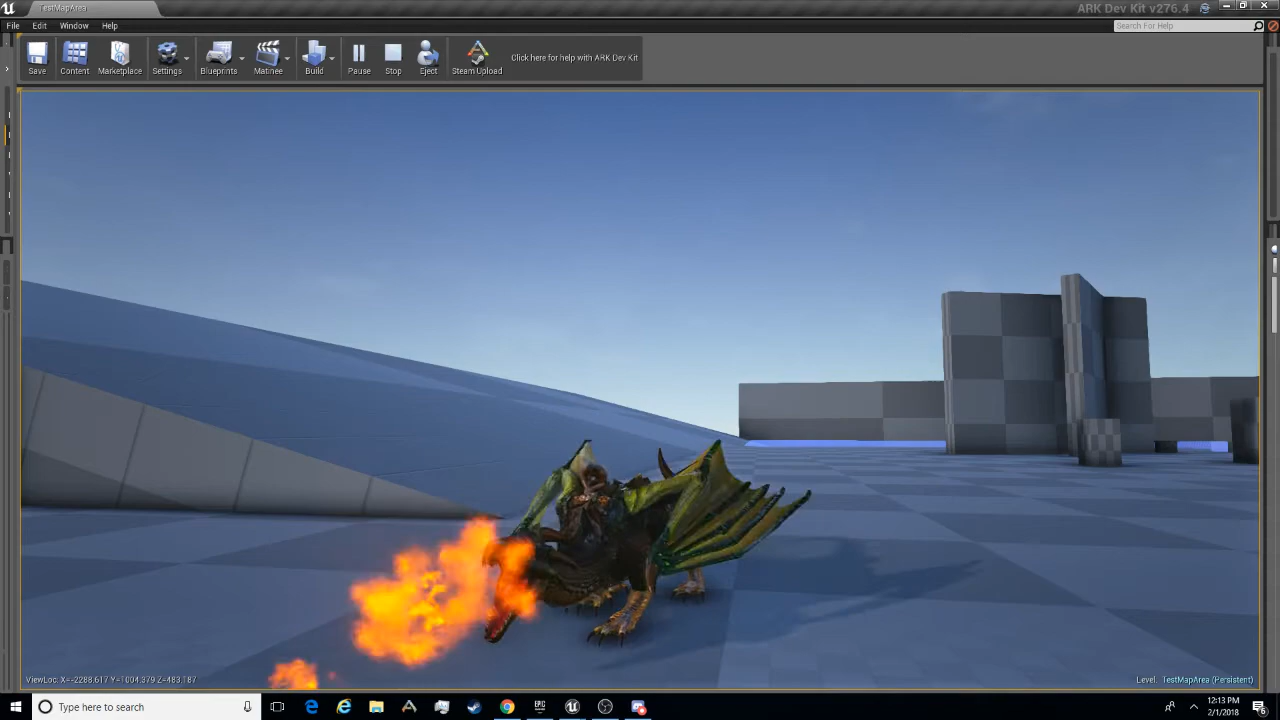 TestMapArea
ARK Dev Kit v276.4
File Edit Window Help
Search For Help
Save Content Marketplace Settings Blueprints Matinee Build Pause Stop Eject Steam Upload Click here for help with ARK Dev Kit
ViewLoc: X=-2288.617 Y=1004.379 Z=483.187
Level: TestMapArea (Persistent)
Type here to search
12:13 PM
2/1/2018